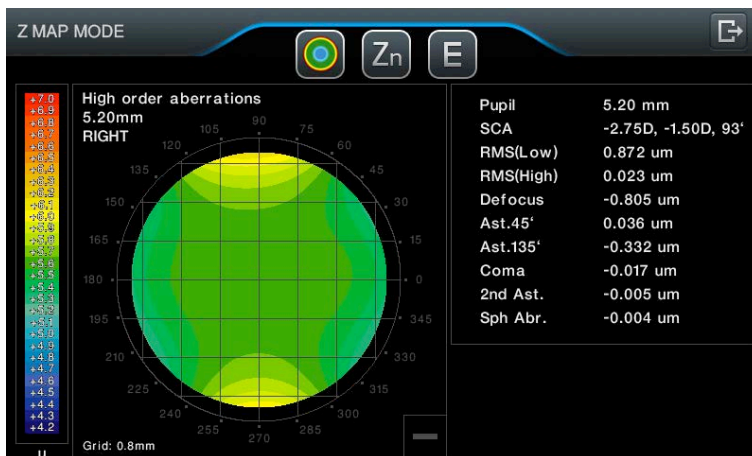 Z MAP MODE
Zn
E
High order aberrations
5.20mm
RIGHT
+7.0
+6.9
+6.8
+6.7
+6.6
+6.5
+6.4
+6.3
+6.2
+6.1
+6.0
+5.9
+5.8
+5.7
+5.6
+5.5
+5.4
+5.3
+5.2
+5.1
+5.0
+4.9
+4.8
+4.7
+4.6
+4.5
+4.4
+4.3
+4.2
90
105 75
120 60
135 45
150 30
165 15
180 0
195 345
210 330
225 315
240 300
255 285
270
Grid: 0.8mm
Pupil 5.20 mm
SCA -2.75D, -1.50D, 93‘
RMS(Low) 0.872 um
RMS(High) 0.023 um
Defocus -0.805 um
Ast.45‘ 0.036 um
Ast.135‘ -0.332 um
Coma -0.017 um
2nd Ast. -0.005 um
Sph Abr. -0.004 um